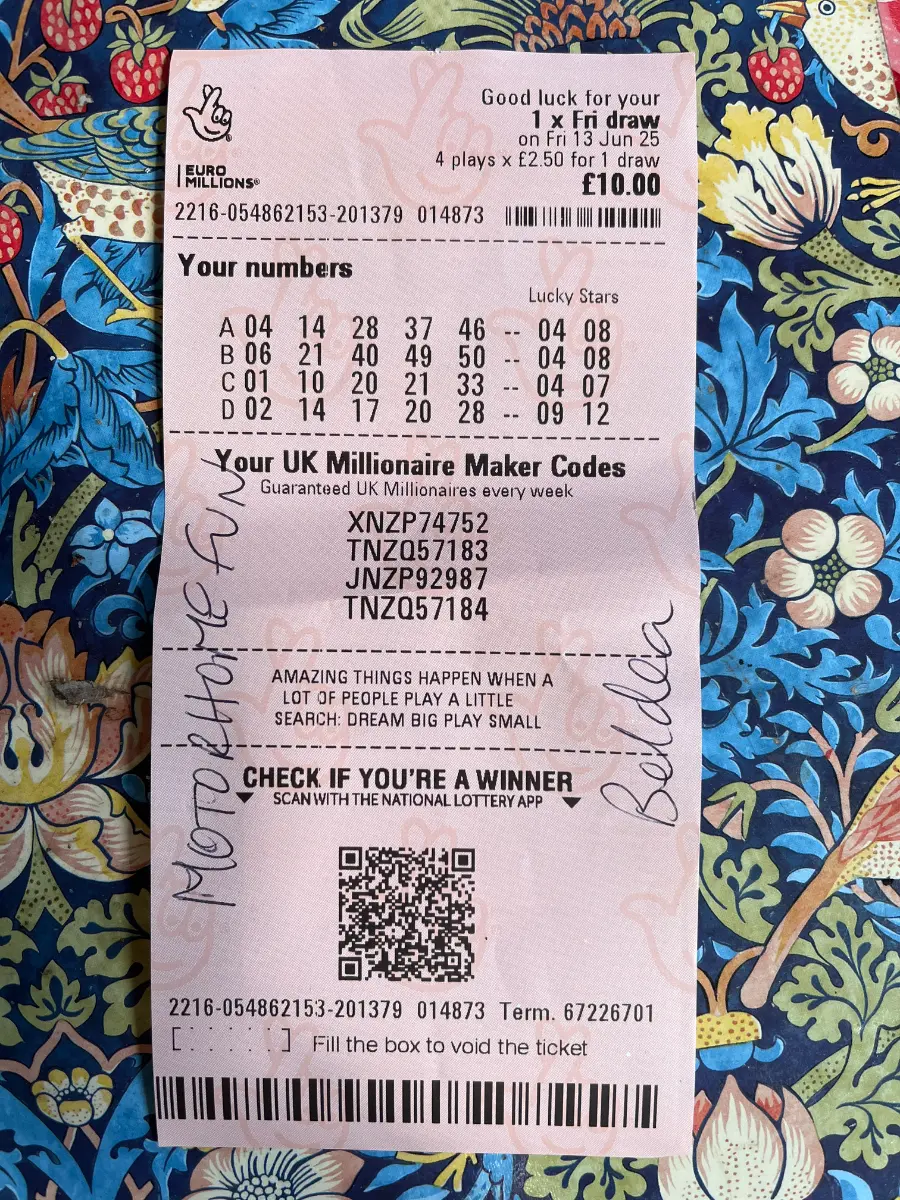 Good luck for your
1 x Fri draw
on Fri 13 Jun 25
4 plays x £2.50 for 1 draw
£10.00
EURO
MILLIONS®
2216-054862153-201379 014873
Your numbers
Lucky Stars
A 04 14 28 37 46 -- 04 08
B 06 21 40 49 50 -- 04 08
C 01 10 20 21 33 -- 04 07
D 02 14 17 20 28 -- 09 12
Your UK Millionaire Maker Codes
Guaranteed UK Millionaires every week
XNZP74752
TNZQ57183
JNZP92987
TNZQ57184
MOTORHOME FUN
Beldea
AMAZING THINGS HAPPEN WHEN A
LOT OF PEOPLE PLAY A LITTLE
SEARCH: DREAM BIG PLAY SMALL
CHECK IF YOU'RE A WINNER
SCAN WITH THE NATIONAL LOTTERY APP
2216-054862153-201379 014873 Term. 67226701
Fill the box to void the ticket